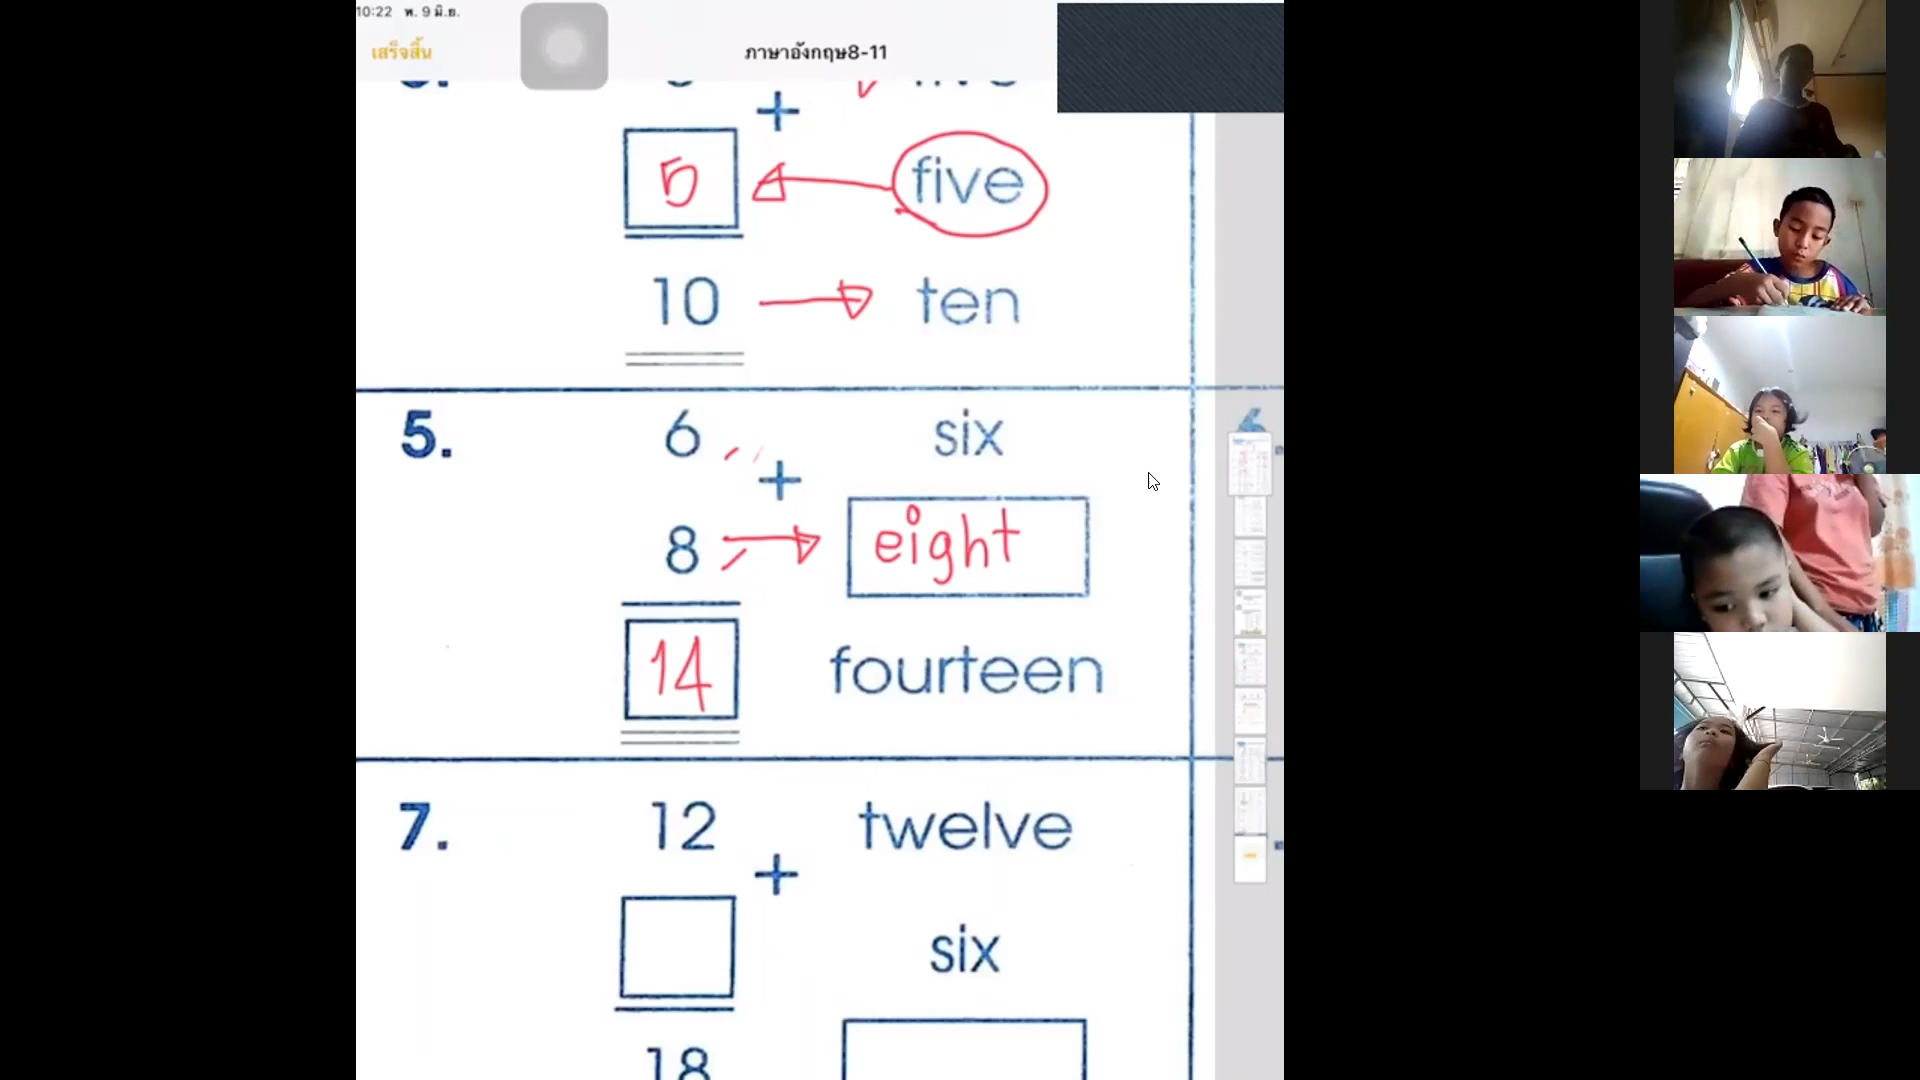 10:22 พ. 9 มิ.ย.
เสร็จสิ้น
ภาษาอังกฤษ8-11
+
5 five
10 ten
5. 6 six
+
8 eight
14 fourteen
7. 12 twelve
+
six
18